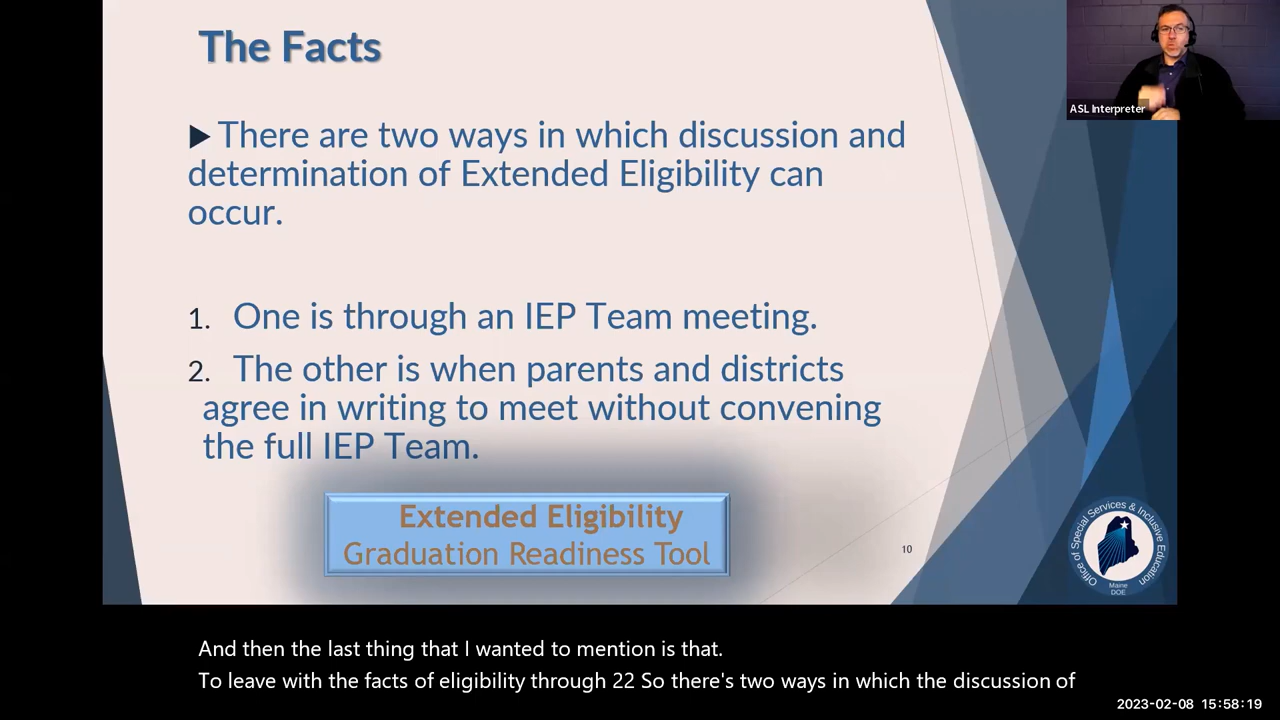 The Facts
ASL Interpreter
▶ There are two ways in which discussion and
determination of Extended Eligibility can
occur.
1. One is through an IEP Team meeting.
2. The other is when parents and districts
agree in writing to meet without convening
the full IEP Team.
Extended Eligibility
Graduation Readiness Tool
10
Office of Special Services & Inclusive Education
Maine
DOE
And then the last thing that I wanted to mention is that.
To leave with the facts of eligibility through 22 So there's two ways in which the discussion of
2023-02-08 15:58:19